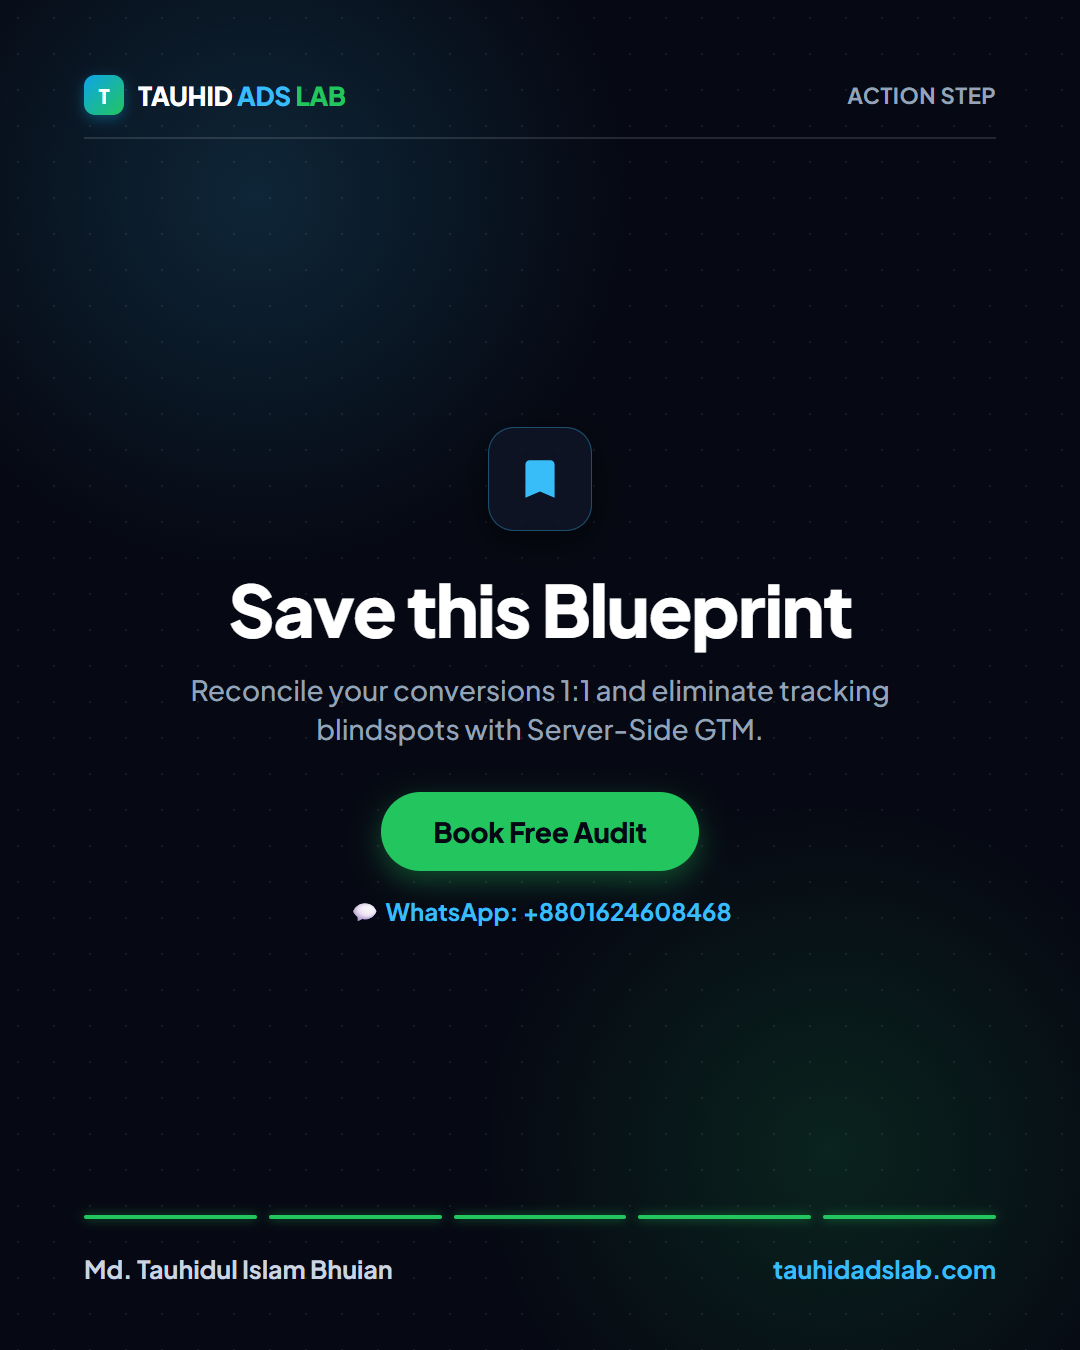 T TAUHID ADS LAB
ACTION STEP
Save this Blueprint
Reconcile your conversions 1:1 and eliminate tracking
blindspots with Server-Side GTM.
Book Free Audit
💬 WhatsApp: +8801624608468
Md. Tauhidul Islam Bhuian
tauhidadslab.com